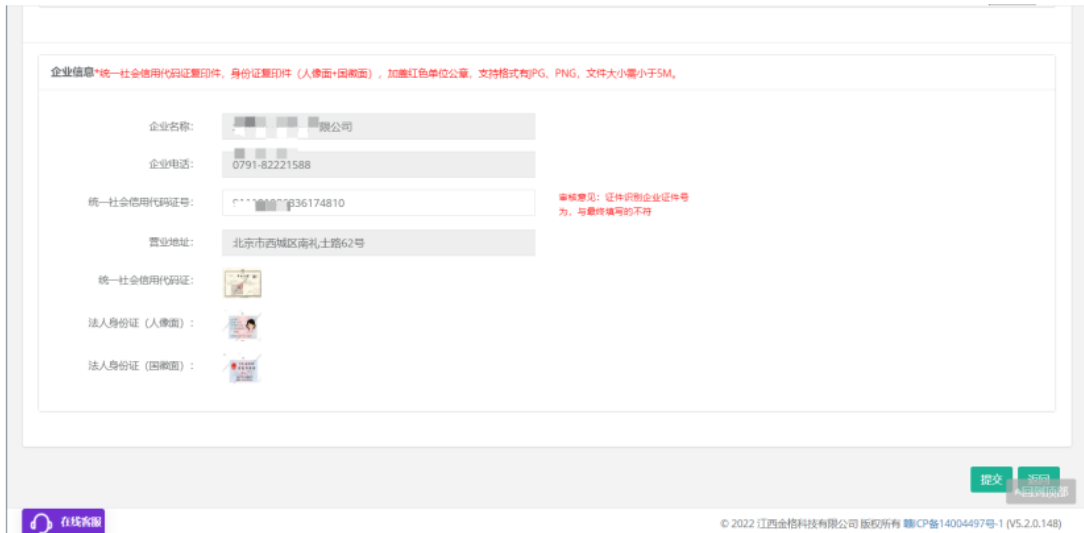 企业信息*统一社会信用代码证复印件，身份证复印件（人像面+国徽面），加盖红色单位公章，支持格式有JPG、PNG，文件大小需小于5M。
企业名称：
限公司
企业电话：
0791-82221588
统一社会信用代码证号：
836174810
审核意见：证件识别企业证件号
为，与最终填写的不符
营业地址：
北京市西城区南礼士路62号
统一社会信用代码证：
法人身份证（人像面）：
法人身份证（国徽面）：
提交
返回
回到顶部
在线客服
© 2022 江西金格科技有限公司 版权所有 赣ICP备14004497号-1 (V5.2.0.148)